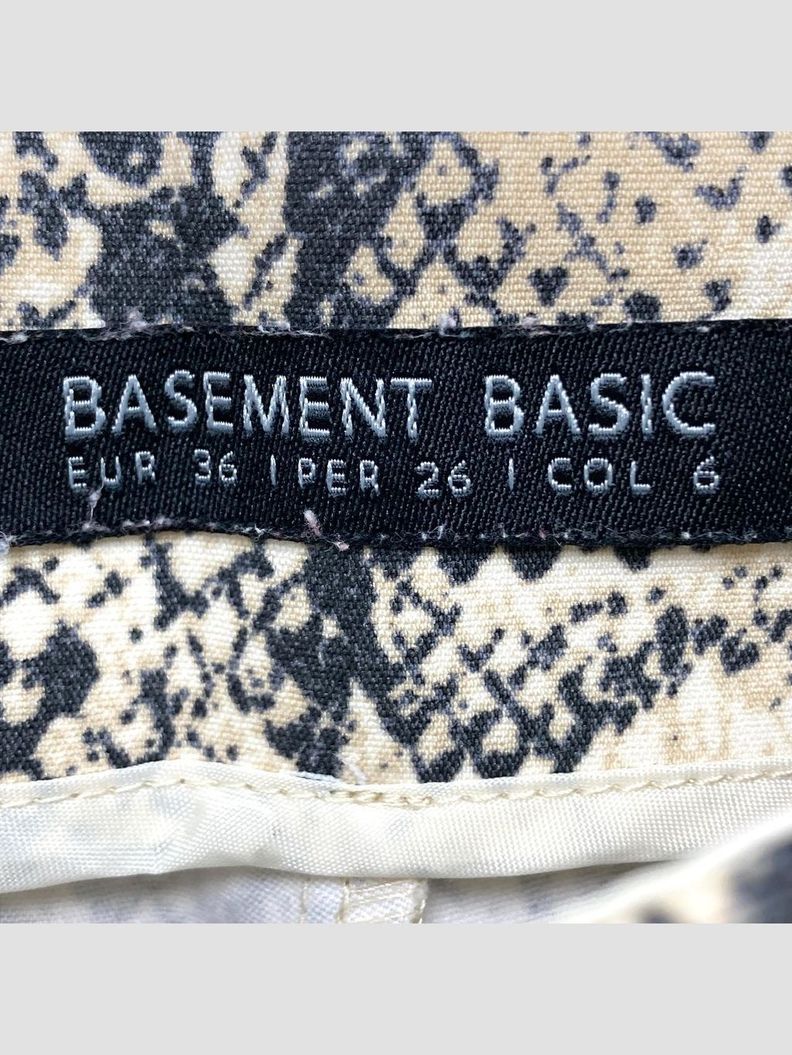 BASEMENT BASIC
EUR 36 | PER 26 | COL 6